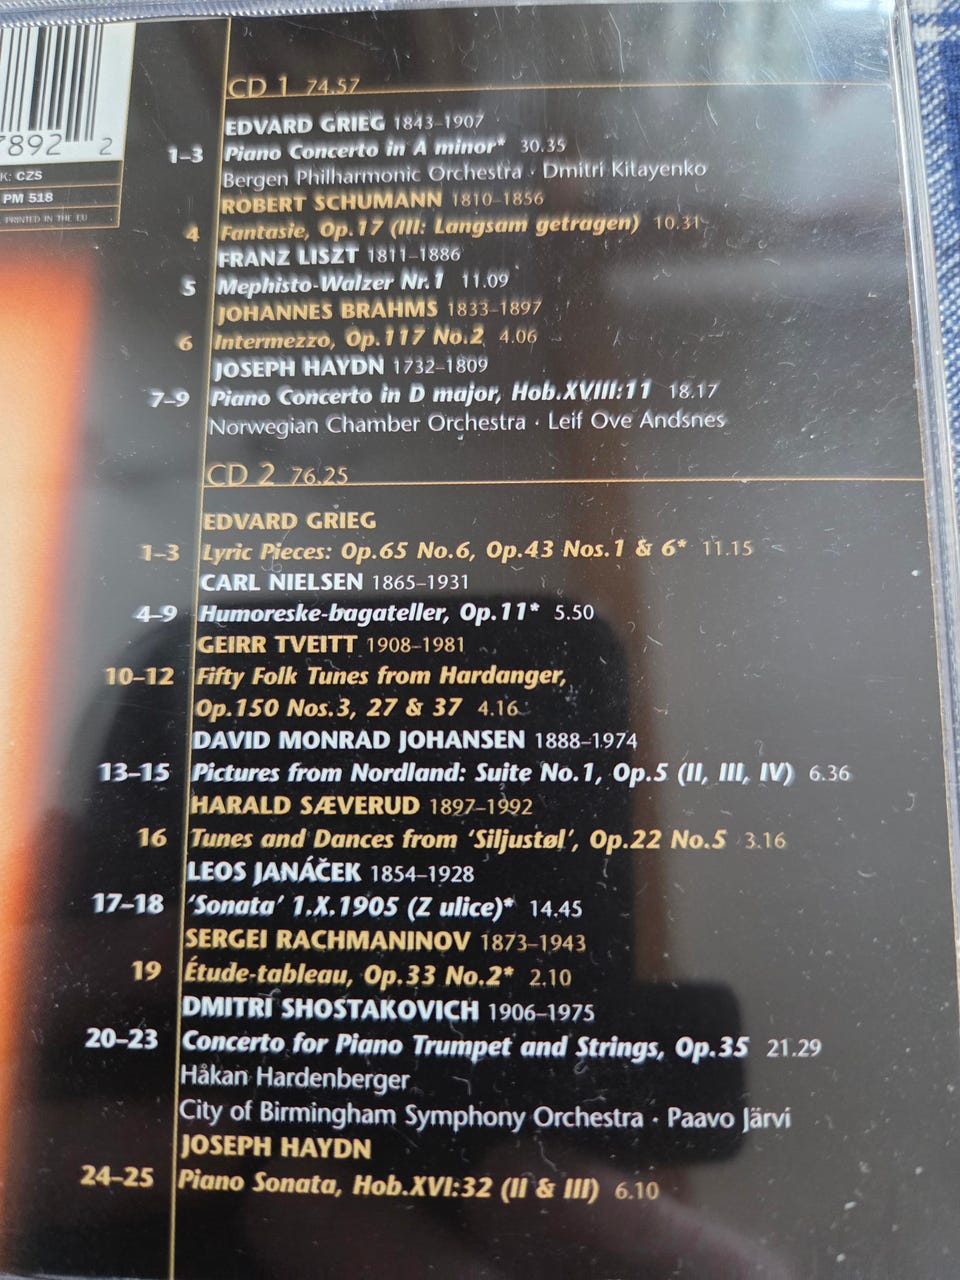 7892 2
K: CZS
PM 518
PRINTED IN THE EU
CD 1 74.57
EDVARD GRIEG 1843–1907
1–3 Piano Concerto in A minor* 30.35
Bergen Philharmonic Orchestra · Dmitri Kitayenko
ROBERT SCHUMANN 1810–1856
4 Fantasie, Op.17 (III: Langsam getragen) 10.31
FRANZ LISZT 1811–1886
5 Mephisto-Walzer Nr.1 11.09
JOHANNES BRAHMS 1833–1897
6 Intermezzo, Op.117 No.2 4.06
JOSEPH HAYDN 1732–1809
7–9 Piano Concerto in D major, Hob.XVIII:11 18.17
Norwegian Chamber Orchestra · Leif Ove Andsnes
CD 2 76.25
EDVARD GRIEG
1–3 Lyric Pieces: Op.65 No.6, Op.43 Nos.1 & 6* 11.15
CARL NIELSEN 1865–1931
4–9 Humoreske-bagateller, Op.11* 5.50
GEIRR TVEITT 1908–1981
10–12 Fifty Folk Tunes from Hardanger,
Op.150 Nos.3, 27 & 37 4.16
DAVID MONRAD JOHANSEN 1888–1974
13–15 Pictures from Nordland: Suite No.1, Op.5 (II, III, IV) 6.36
HARALD SÆVERUD 1897–1992
16 Tunes and Dances from ‘Siljustøl’, Op.22 No.5 3.16
LEOS JANÁČEK 1854–1928
17–18 ‘Sonata’ 1.X.1905 (Z ulice)* 14.45
SERGEI RACHMANINOV 1873–1943
19 Étude-tableau, Op.33 No.2* 2.10
DMITRI SHOSTAKOVICH 1906–1975
20–23 Concerto for Piano Trumpet and Strings, Op.35 21.29
Håkan Hardenberger
City of Birmingham Symphony Orchestra · Paavo Järvi
JOSEPH HAYDN
24–25 Piano Sonata, Hob.XVI:32 (II & III) 6.10